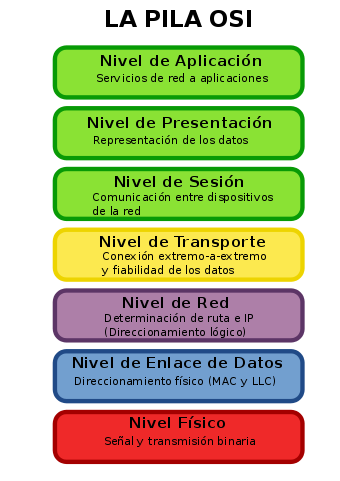 LA PILA OSI
Nivel de Aplicación
Servicios de red a aplicaciones
Nivel de Presentación
Representación de los datos
Nivel de Sesión
Comunicación entre dispositivos
de la red
Nivel de Transporte
Conexión extremo-a-extremo
y fiabilidad de los datos
Nivel de Red
Determinación de ruta e IP
(Direccionamiento lógico)
Nivel de Enlace de Datos
Direccionamiento físico (MAC y LLC)
Nivel Físico
Señal y transmisión binaria